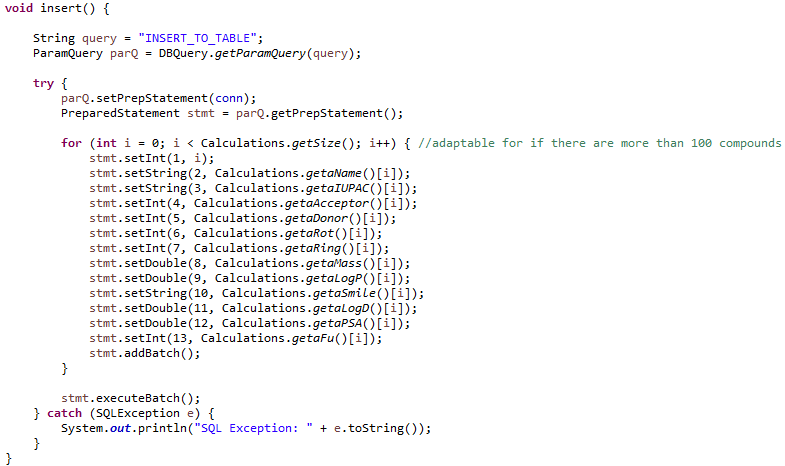 void insert() {
    String query = "INSERT_TO_TABLE";
    ParamQuery parQ = DBQuery.getParamQuery(query);
    try {
        parQ.setPrepStatement(conn);
        PreparedStatement stmt = parQ.getPrepStatement();
        for (int i = 0; i < Calculations.getSize(); i++) { //adaptable for if there are more than 100 compounds
            stmt.setInt(1, i);
            stmt.setString(2, Calculations.getaName()[i]);
            stmt.setString(3, Calculations.getaIUPAC()[i]);
            stmt.setInt(4, Calculations.getaAcceptor()[i]);
            stmt.setInt(5, Calculations.getaDonor()[i]);
            stmt.setInt(6, Calculations.getaRot()[i]);
            stmt.setInt(7, Calculations.getaRing()[i]);
            stmt.setDouble(8, Calculations.getaMass()[i]);
            stmt.setDouble(9, Calculations.getaLogP()[i]);
            stmt.setString(10, Calculations.getaSmile()[i]);
            stmt.setDouble(11, Calculations.getaLogD()[i]);
            stmt.setDouble(12, Calculations.getaPSA()[i]);
            stmt.setInt(13, Calculations.getaFu()[i]);
            stmt.addBatch();
        }
        stmt.executeBatch();
    } catch (SQLException e) {
        System.out.println("SQL Exception: " + e.toString());
    }
}